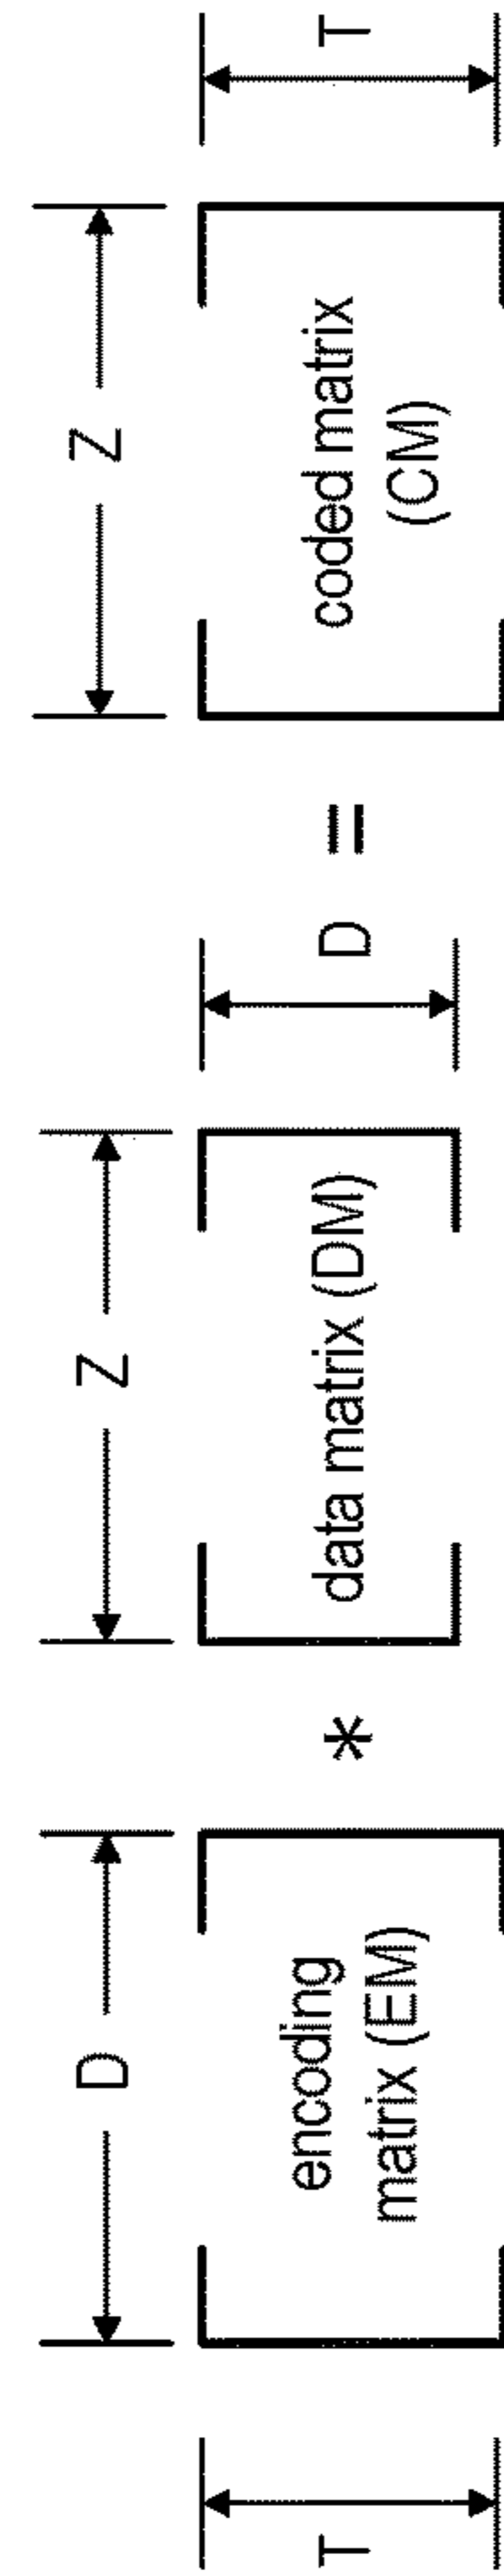 T
D
encoding
matrix (EM)
*
Z
data matrix (DM)
D
=
Z
coded matrix
(CM)
T